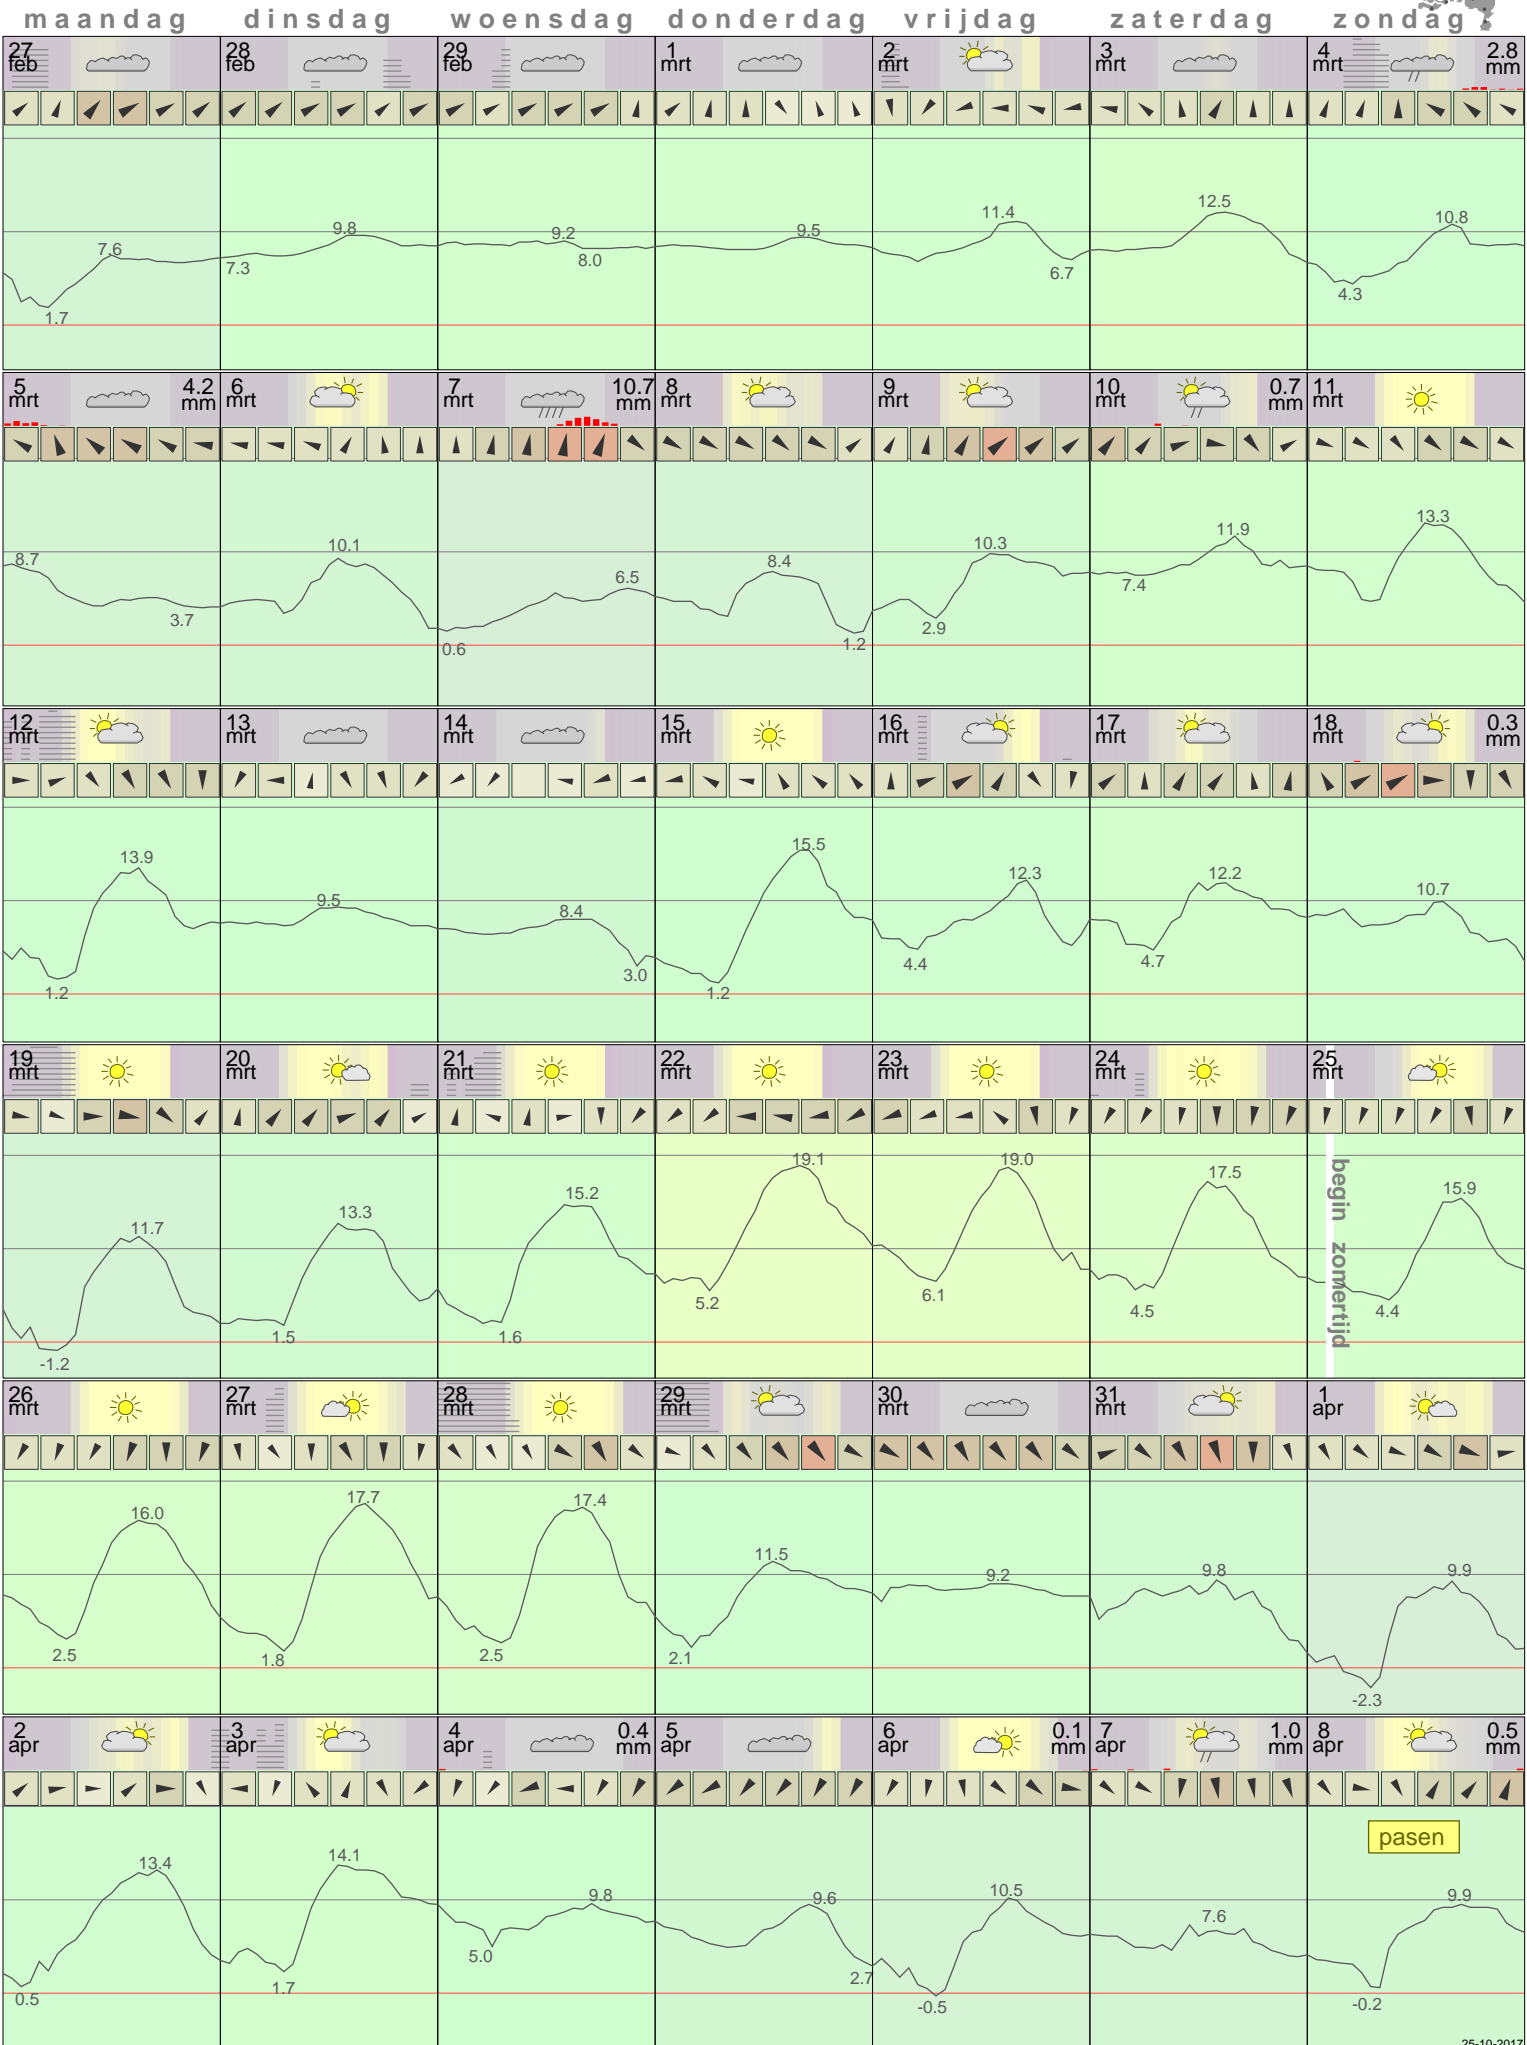 maandag dinsdag woensdag donderdag vrijdag zaterdag zondag
27 feb 28 feb 29 feb 1 mrt 2 mrt 3 mrt 4 mrt 2.8 mm
7.6 1.7 7.3 9.8 9.2 8.0 9.5 11.4 6.7 12.5 4.3 10.8
5 mrt 4.2 mm 6 mrt 7 mrt 10.7 mm 8 mrt 9 mrt 10 mrt 0.7 mm 11 mrt
8.7 3.7 10.1 0.6 6.5 8.4 1.2 2.9 10.3 7.4 11.9 13.3
12 mrt 13 mrt 14 mrt 15 mrt 16 mrt 17 mrt 18 mrt 0.3 mm
1.2 13.9 9.5 8.4 3.0 1.2 15.5 4.4 12.3 4.7 12.2 10.7
19 mrt 20 mrt 21 mrt 22 mrt 23 mrt 24 mrt 25 mrt
-1.2 11.7 1.5 13.3 1.6 15.2 5.2 19.1 6.1 19.0 4.5 17.5 4.4 15.9
begin zomertijd
26 mrt 27 mrt 28 mrt 29 mrt 30 mrt 31 mrt 1 apr
2.5 16.0 1.8 17.7 2.5 17.4 2.1 11.5 9.2 9.8 -2.3 9.9
2 apr 3 apr 4 apr 0.4 mm 5 apr 6 apr 0.1 mm 7 apr 1.0 mm 8 apr 0.5 mm
pasen
0.5 13.4 1.7 14.1 5.0 9.8 9.6 2.7 -0.5 10.5 7.6 -0.2 9.9
25-10-2017